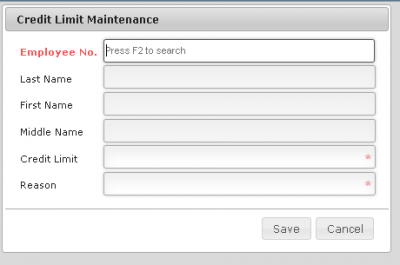 Credit Limit Maintenance
Employee No. Press F2 to search
Last Name
First Name
Middle Name
Credit Limit *
Reason *
Save Cancel